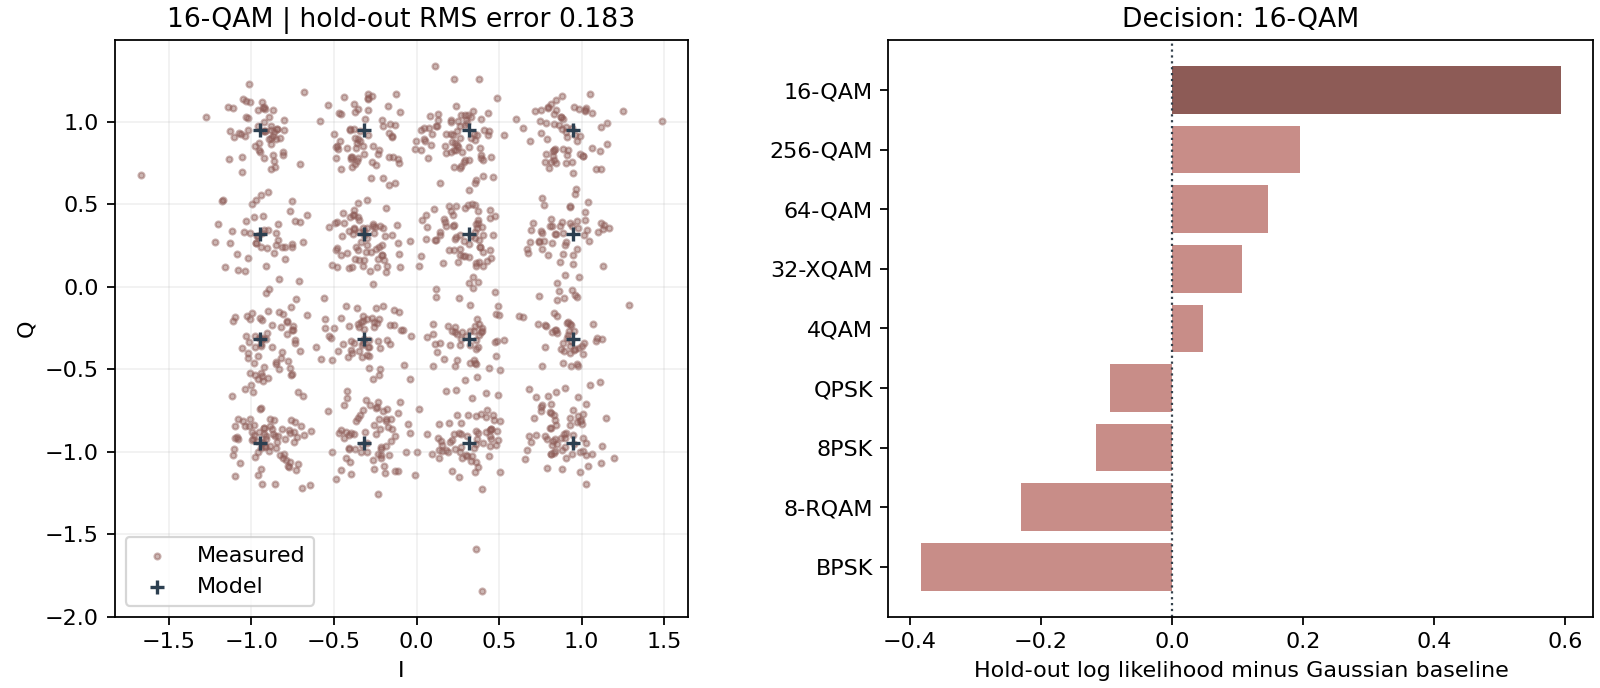 16-QAM | hold-out RMS error 0.183
1.0
0.5
0.0
−0.5
−1.0
−1.5
−2.0
Q
Measured
Model
−1.5
−1.0
−0.5
0.0
0.5
1.0
1.5
I
Decision: 16-QAM
16-QAM
256-QAM
64-QAM
32-XQAM
4QAM
QPSK
8PSK
8-RQAM
BPSK
−0.4
−0.2
0.0
0.2
0.4
0.6
Hold-out log likelihood minus Gaussian baseline